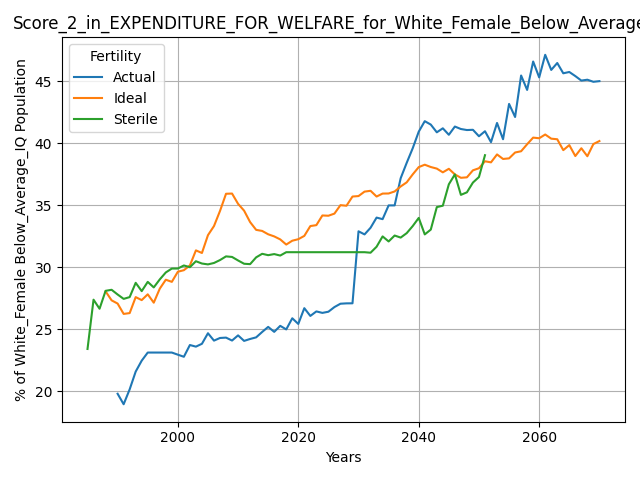 Score_2_in_EXPENDITURE_FOR_WELFARE_for_White_Female_Below_Average
Fertility
Actual
Ideal
Sterile
% of White_Female Below_Average_IQ Population
45
40
35
30
25
20
2000 2020 2040 2060
Years